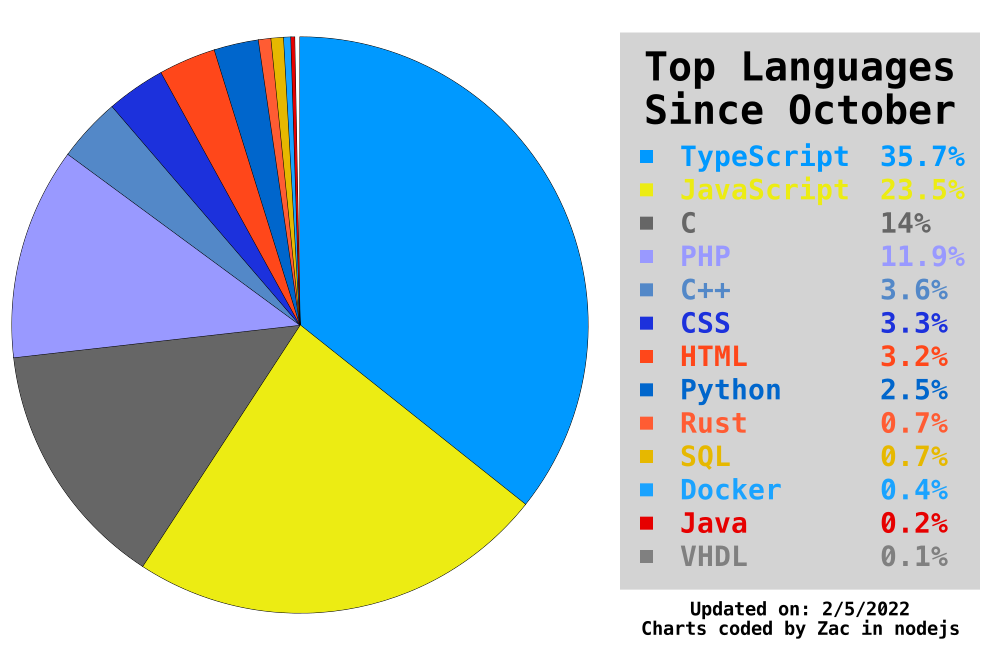 Top Languages
Since October
TypeScript 35.7%
JavaScript 23.5%
C 14%
PHP 11.9%
C++ 3.6%
CSS 3.3%
HTML 3.2%
Python 2.5%
Rust 0.7%
SQL 0.7%
Docker 0.4%
Java 0.2%
VHDL 0.1%
Updated on: 2/5/2022
Charts coded by Zac in nodejs